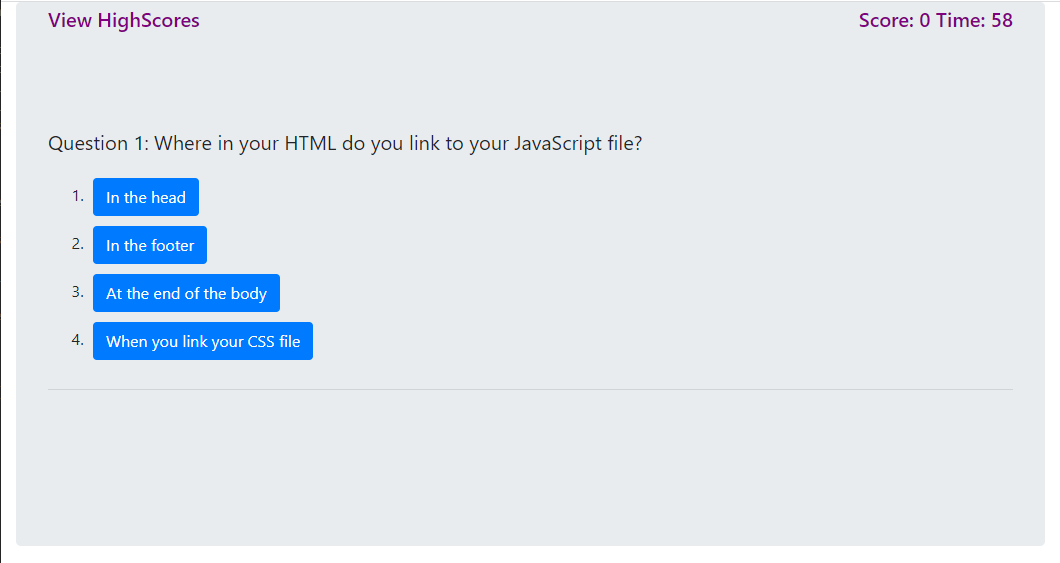 View HighScores Score: 0 Time: 58
Question 1: Where in your HTML do you link to your JavaScript file?
1. In the head
2. In the footer
3. At the end of the body
4. When you link your CSS file